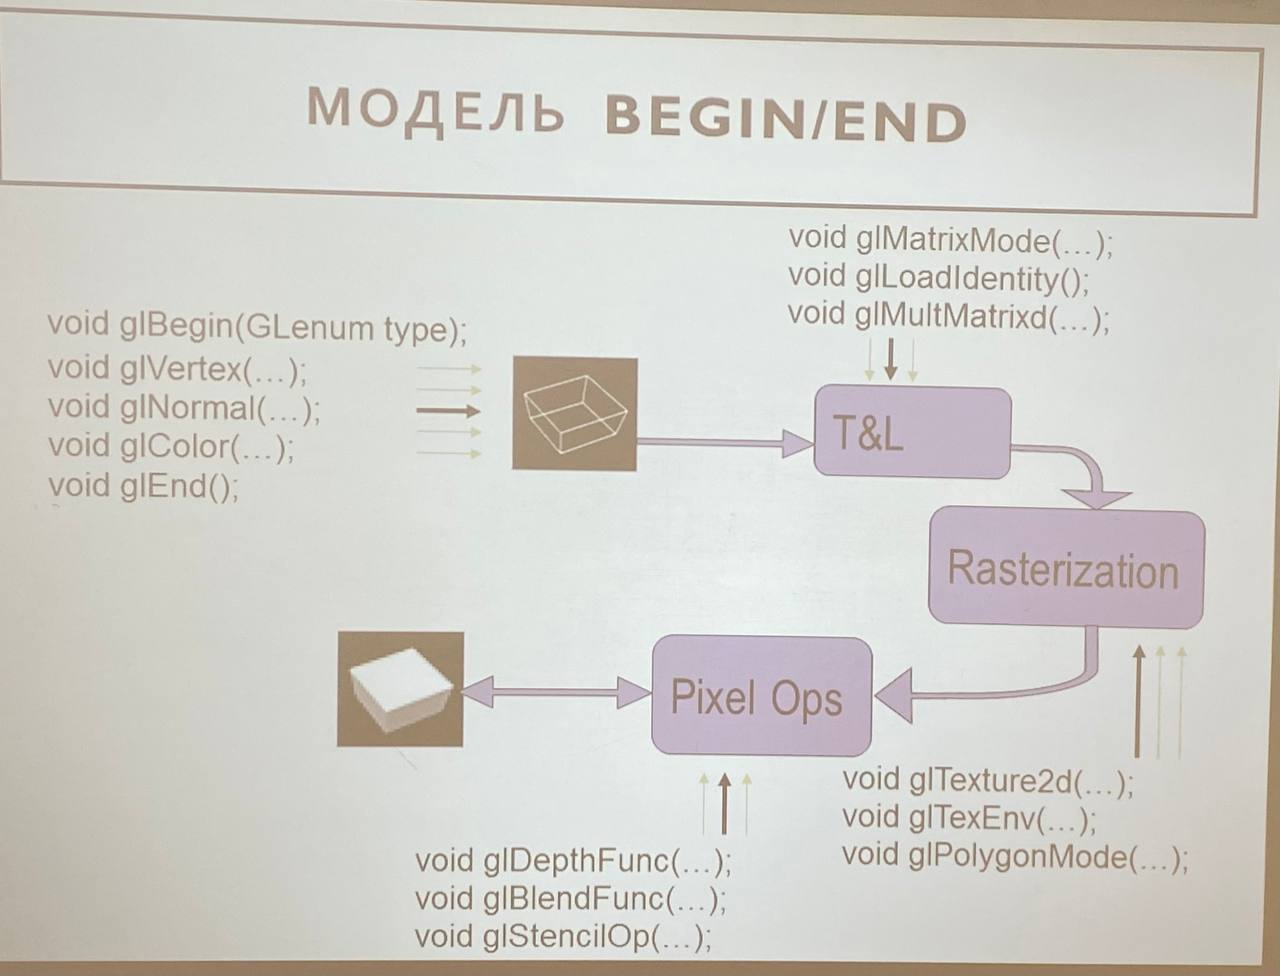 МОДЕЛЬ BEGIN/END
void glMatrixMode(...);
void glLoadIdentity();
void glMultMatrixd(...);
void glBegin(GLenum type);
void glVertex(...);
void glNormal(...);
void glColor(...);
void glEnd();
T&L
Rasterization
Pixel Ops
void glTexture2d(...);
void glTexEnv(...);
void glPolygonMode(...);
void glDepthFunc(...);
void glBlendFunc(...);
void glStencilOp(...);